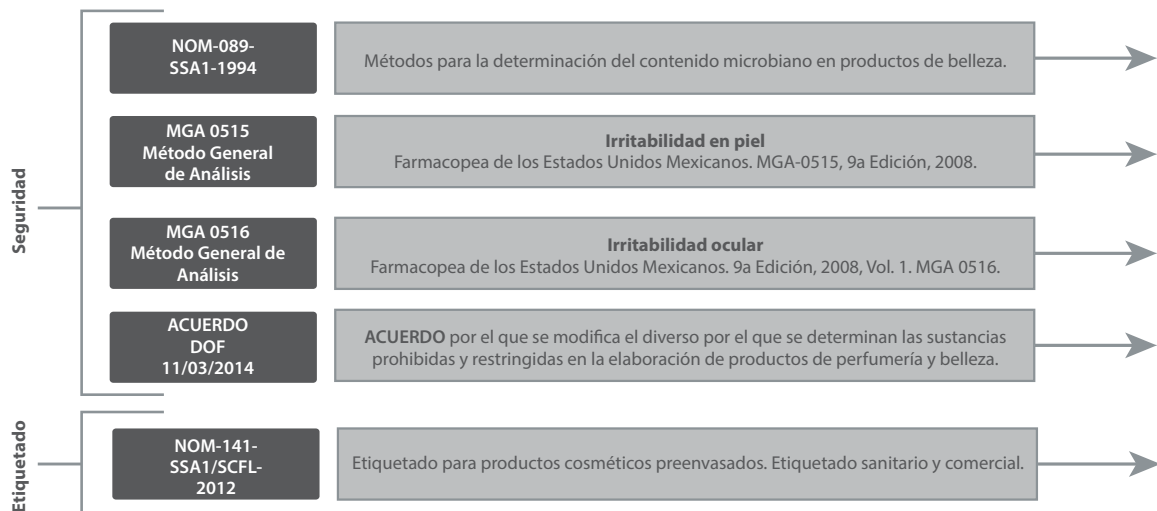 Seguridad
NOM-089-
SSA1-1994
Métodos para la determinación del contenido microbiano en productos de belleza.
MGA 0515
Método General
de Análisis
Irritabilidad en piel
Farmacopea de los Estados Unidos Mexicanos. MGA-0515, 9a Edición, 2008.
MGA 0516
Método General de
Análisis
Irritabilidad ocular
Farmacopea de los Estados Unidos Mexicanos. 9a Edición, 2008, Vol. 1. MGA 0516.
ACUERDO
DOF
11/03/2014
ACUERDO por el que se modifica el diverso por el que se determinan las sustancias
prohibidas y restringidas en la elaboración de productos de perfumería y belleza.
Etiquetado
NOM-141-
SSA1/SCFL-
2012
Etiquetado para productos cosméticos preenvasados. Etiquetado sanitario y comercial.